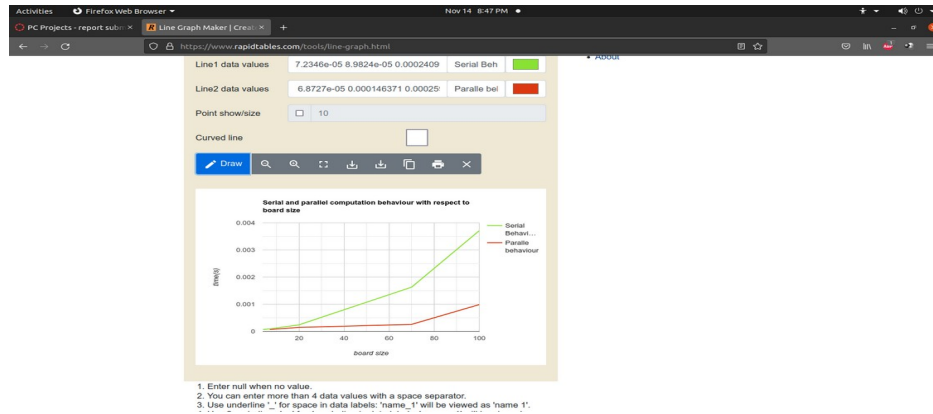 Activities Firefox Web Browser Nov 14 8:47 PM
PC Projects - report subm Line Graph Maker | Creat
https://www.rapidtables.com/tools/line-graph.html
About
Line1 data values 7.2346e-05 8.9824e-05 0.0002409 Serial Beh
Line2 data values 6.8727e-05 0.000146371 0.00025 Paralle bel
Point show/size 10
Curved line
Draw
Serial and parallel computation behaviour with respect to
board size
0.004
0.003
0.002
0.001
0
time(s)
20 40 60 80 100
board size
Serial
Behavi...
Paralle
behaviour
1. Enter null when no value.
2. You can enter more than 4 data values with a space separator.
3. Use underline '_' for space in data labels: 'name_1' will be viewed as 'name 1'.